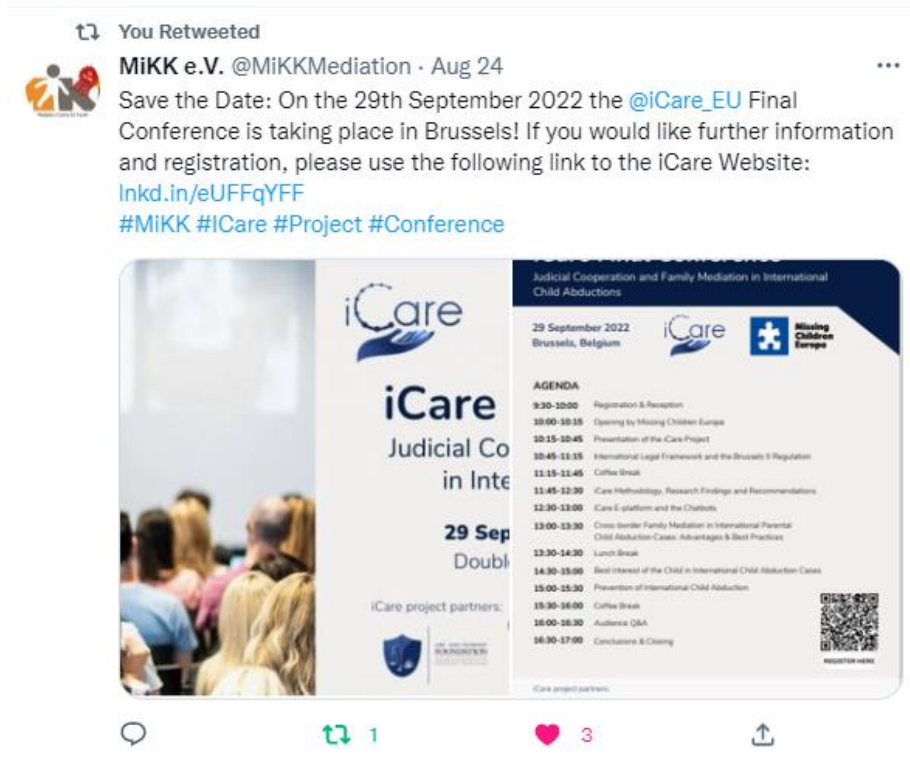 You Retweeted
MiKK e.V. @MiKKMediation · Aug 24
Save the Date: On the 29th September 2022 the @iCare_EU Final
Conference is taking place in Brussels! If you would like further information
and registration, please use the following link to the iCare Website:
lnkd.in/eUFFqYFF
#MiKK #ICare #Project #Conference
iCare
iCare
Judicial Co
in Inte
29 Sep
Doubl
iCare project partners:
FOUNDATION
Judicial Cooperation and Family Mediation in International
Child Abductions
29 September 2022
Brussels, Belgium
iCare
Missing
Children
Europe
AGENDA
9:30-10:00 Registration & Reception
10:00-10:15 Opening by Missing Children Europe
10:15-10:45 Presentation of the iCare Project
10:45-11:15 International Legal Framework and the Brussels II Regulation
11:15-11:45 Coffee Break
11:45-12:30 iCare Methodology, Research Findings and Recommendations
12:30-13:00 iCare E-platform and the Chatbots
13:00-13:30 Cross-border Family Mediation in International Parental
Child Abduction Cases: Advantages & Best Practices
13:30-14:30 Lunch Break
14:30-15:00 Best Interest of the Child in International Child Abduction Cases
15:00-15:30 Prevention of International Child Abduction
15:30-16:00 Coffee Break
16:00-16:30 Audience Q&A
16:30-17:00 Conclusions & Closing
REGISTER HERE
iCare project partners:
1
3